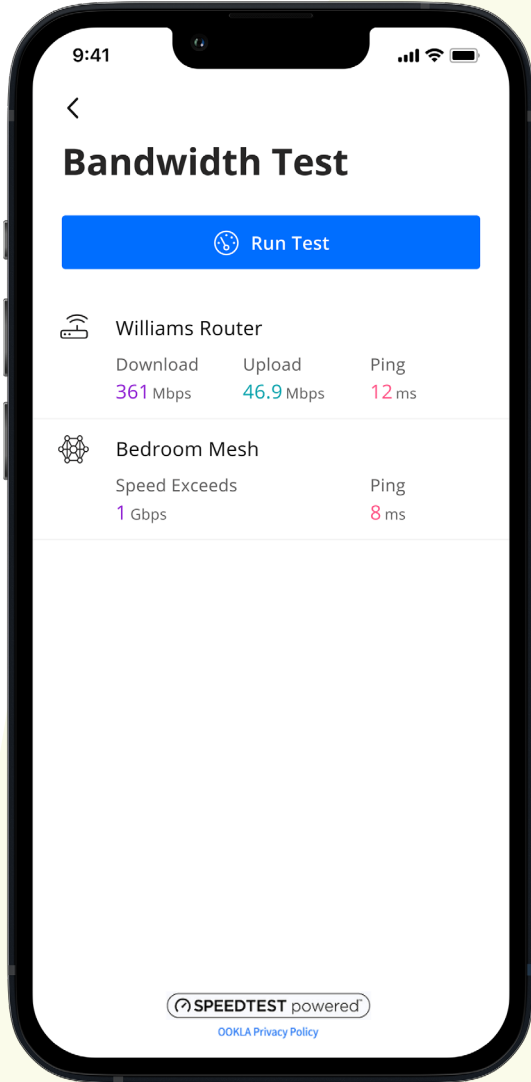 9:41
Bandwidth Test
Run Test
Williams Router
Download Upload Ping
361 Mbps 46.9 Mbps 12 ms
Bedroom Mesh
Speed Exceeds Ping
1 Gbps 8 ms
SPEEDTEST powered™
OOKLA Privacy Policy